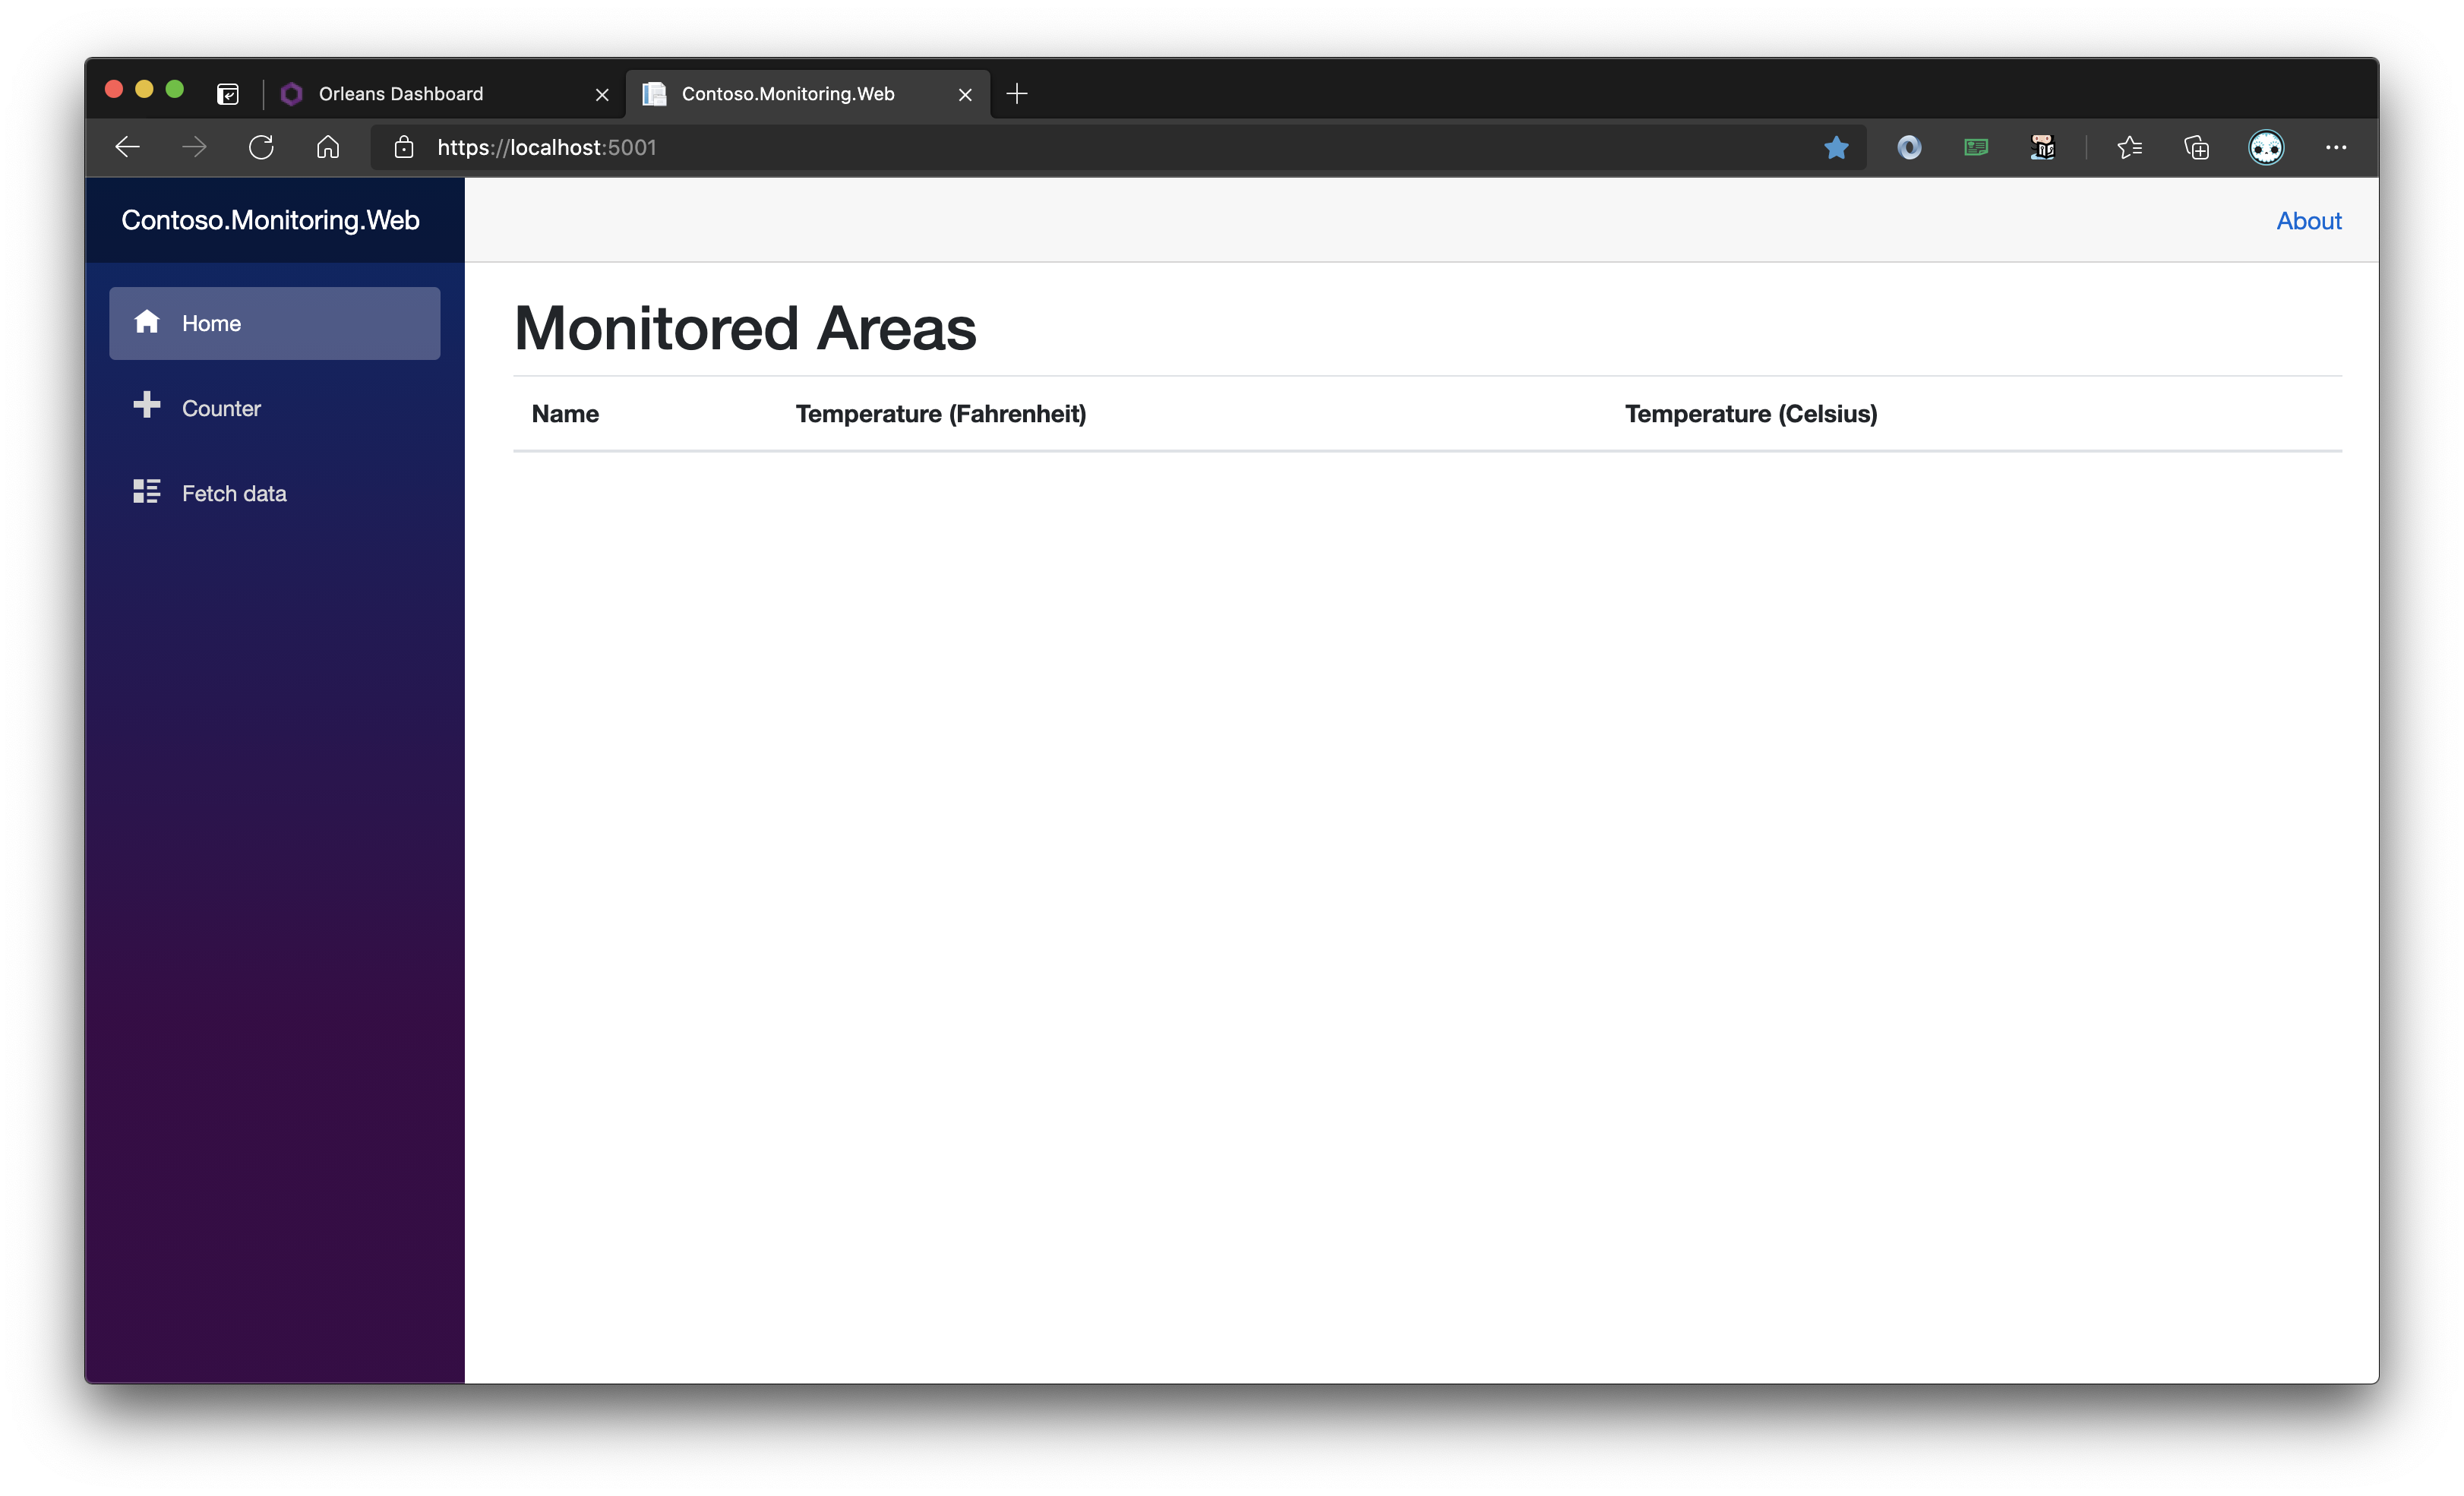 Orleans Dashboard
Contoso.Monitoring.Web
https://localhost:5001
Contoso.Monitoring.Web
About
Home
Counter
Fetch data
Monitored Areas
Name Temperature (Fahrenheit) Temperature (Celsius)